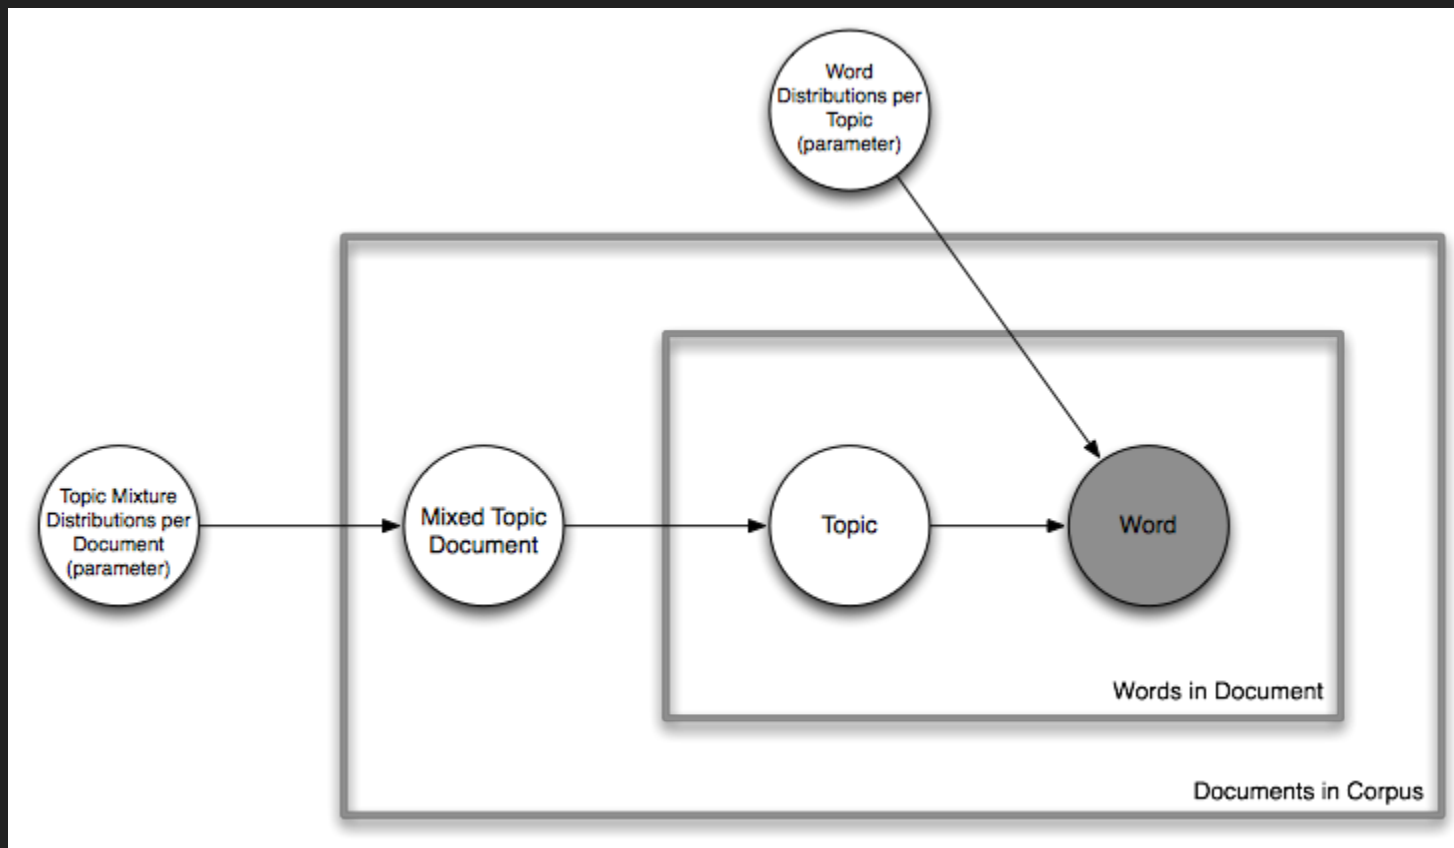 Word
Distributions per
Topic
(parameter)
Topic Mixture
Distributions per
Document
(parameter)
Mixed Topic
Document
Topic
Word
Words in Document
Documents in Corpus